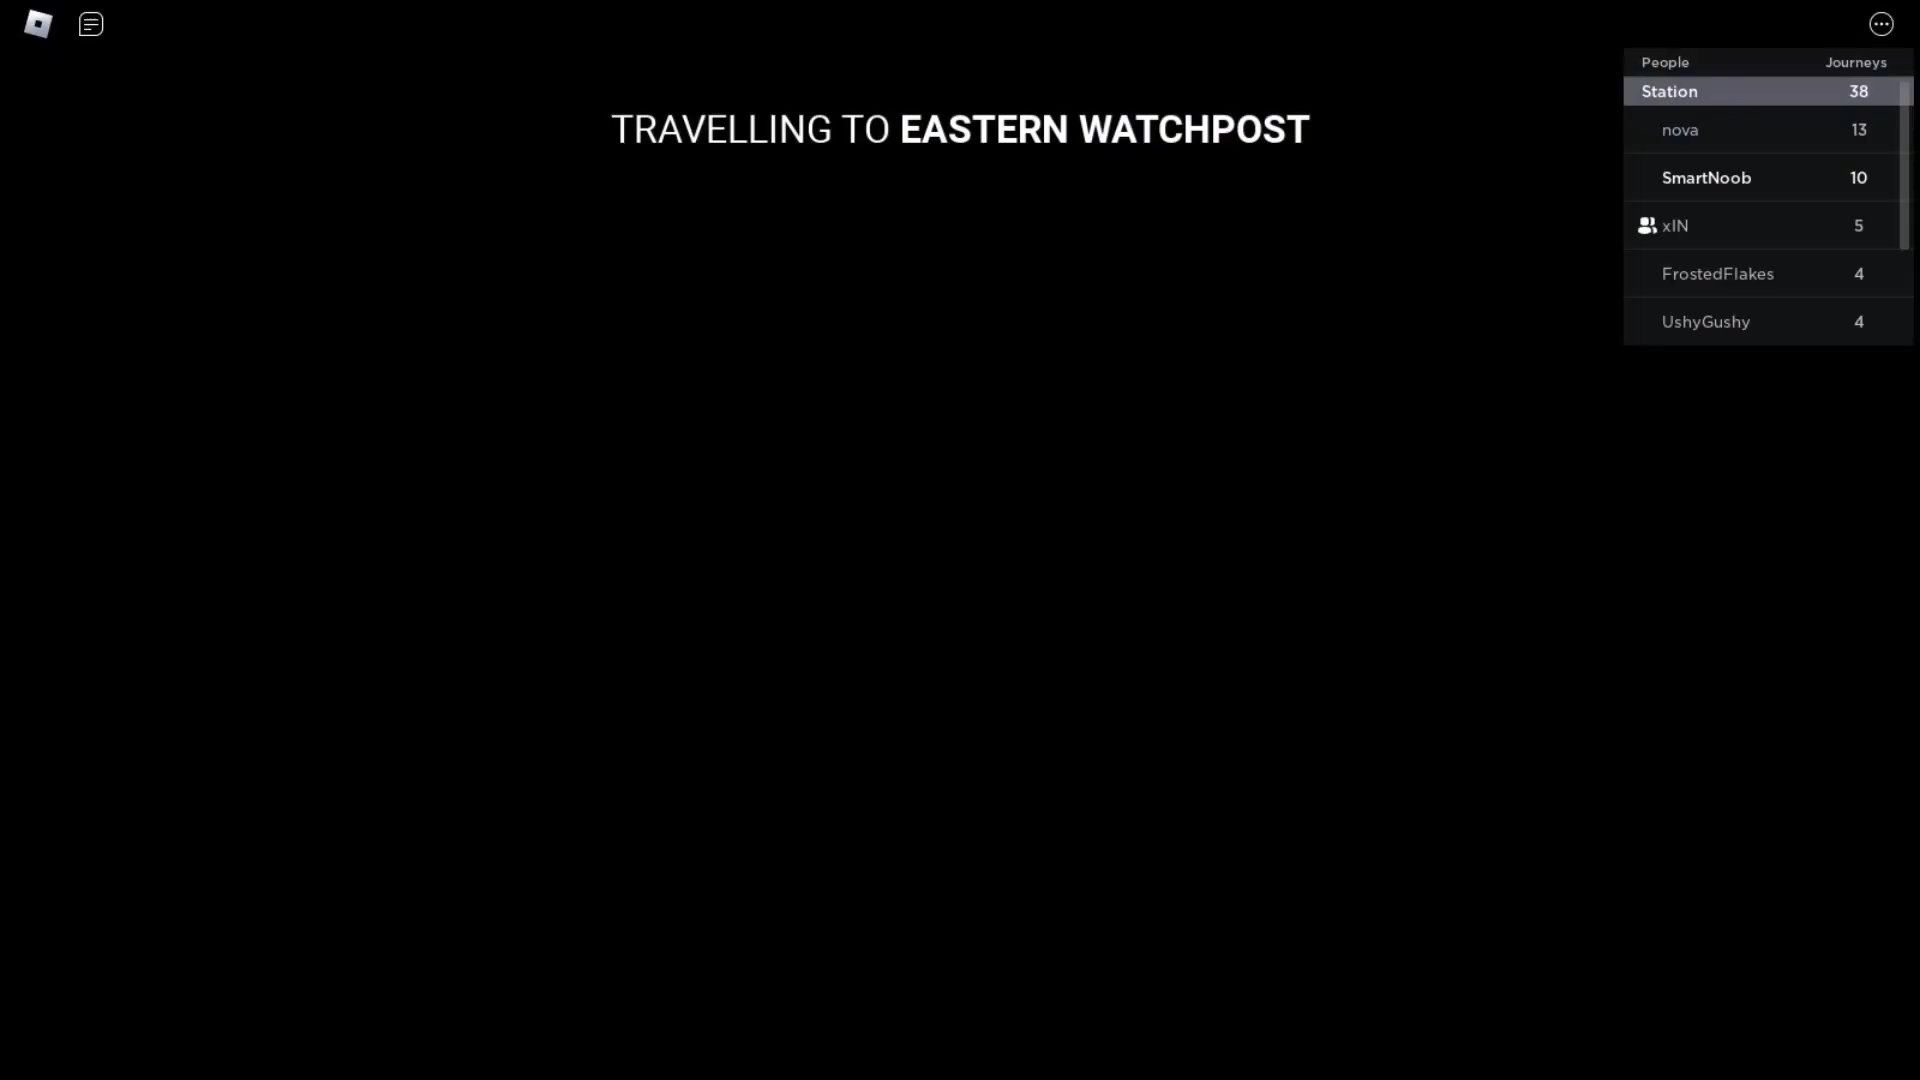 People Journeys
Station 38
TRAVELLING TO EASTERN WATCHPOST
nova 13
SmartNoob 10
xIN 5
FrostedFlakes 4
UshyGushy 4